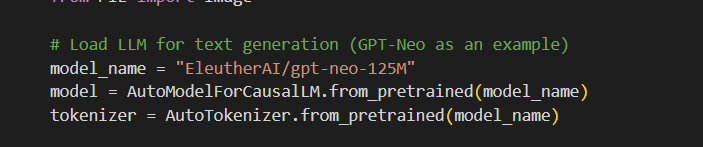 from PIL import Image
# Load LLM for text generation (GPT-Neo as an example)
model_name = "EleutherAI/gpt-neo-125M"
model = AutoModelForCausalLM.from_pretrained(model_name)
tokenizer = AutoTokenizer.from_pretrained(model_name)